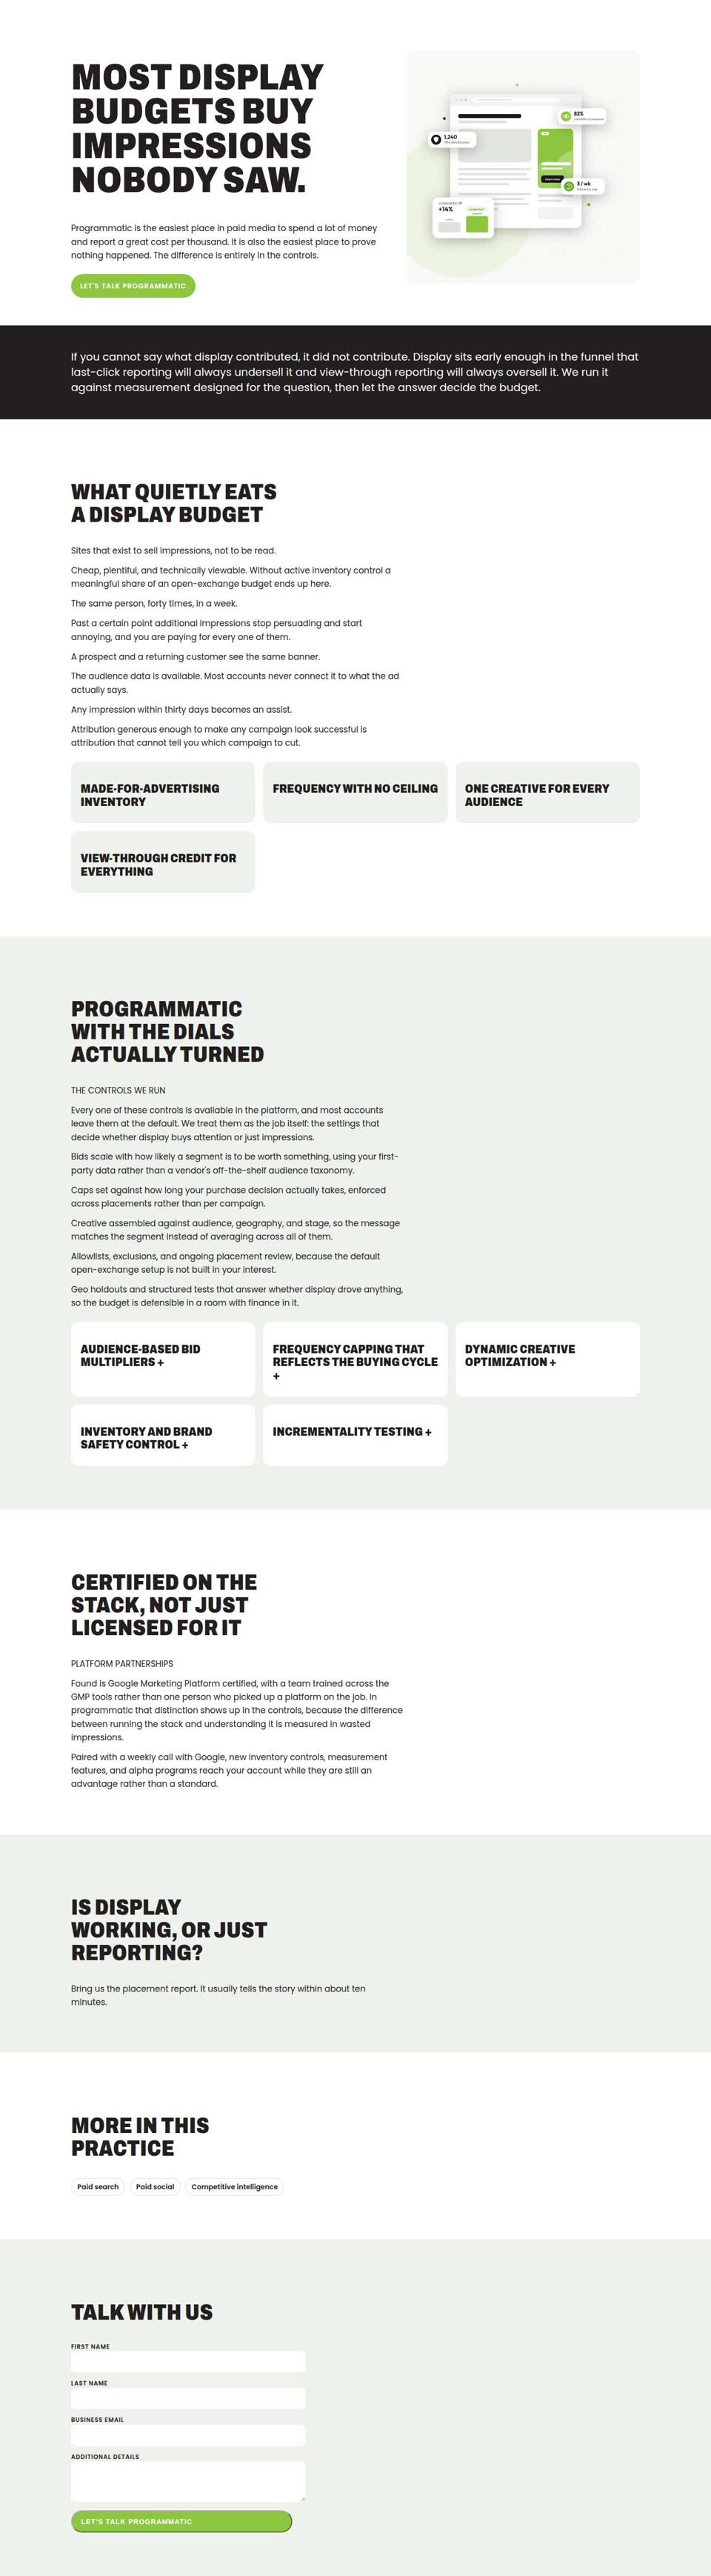 MOST DISPLAY
BUDGETS BUY
IMPRESSIONS
NOBODY SAW.
Programmatic is the easiest place in paid media to spend a lot of money
and report a great cost per thousand. It is also the easiest place to prove
nothing happened. The difference is entirely in the controls.
LET'S TALK PROGRAMMATIC
82%
1,240
3 / wk
+14%
If you cannot say what display contributed, it did not contribute. Display sits early enough in the funnel that
last-click reporting will always undersell it and view-through reporting will always oversell it. We run it
against measurement designed for the question, then let the answer decide the budget.
WHAT QUIETLY EATS
A DISPLAY BUDGET
Sites that exist to sell impressions, not to be read.
Cheap, plentiful, and technically viewable. Without active inventory control a
meaningful share of an open-exchange budget ends up here.
The same person, forty times, in a week.
Past a certain point additional impressions stop persuading and start
annoying, and you are paying for every one of them.
A prospect and a returning customer see the same banner.
The audience data is available. Most accounts never connect it to what the ad
actually says.
Any impression within thirty days becomes an assist.
Attribution generous enough to make any campaign look successful is
attribution that cannot tell you which campaign to cut.
MADE-FOR-ADVERTISING
INVENTORY
FREQUENCY WITH NO CEILING
ONE CREATIVE FOR EVERY
AUDIENCE
VIEW-THROUGH CREDIT FOR
EVERYTHING
PROGRAMMATIC
WITH THE DIALS
ACTUALLY TURNED
THE CONTROLS WE RUN
Every one of these controls is available in the platform, and most accounts
leave them at the default. We treat them as the job itself: the settings that
decide whether display buys attention or just impressions.
Bids scale with how likely a segment is to be worth something, using your first-
party data rather than a vendor's off-the-shelf audience taxonomy.
Caps set against how long your purchase decision actually takes, enforced
across placements rather than per campaign.
Creative assembled against audience, geography, and stage, so the message
matches the segment instead of averaging across all of them.
Allowlists, exclusions, and ongoing placement review, because the default
open-exchange setup is not built in your interest.
Geo holdouts and structured tests that answer whether display drove anything,
so the budget is defensible in a room with finance in it.
AUDIENCE-BASED BID
MULTIPLIERS +
FREQUENCY CAPPING THAT
REFLECTS THE BUYING CYCLE
+
DYNAMIC CREATIVE
OPTIMIZATION +
INVENTORY AND BRAND
SAFETY CONTROL +
INCREMENTALITY TESTING +
CERTIFIED ON THE
STACK, NOT JUST
LICENSED FOR IT
PLATFORM PARTNERSHIPS
Found is Google Marketing Platform certified, with a team trained across the
GMP tools rather than one person who picked up a platform on the job. In
programmatic that distinction shows up in the controls, because the difference
between running the stack and understanding it is measured in wasted
impressions.
Paired with a weekly call with Google, new inventory controls, measurement
features, and alpha programs reach your account while they are still an
advantage rather than a standard.
IS DISPLAY
WORKING, OR JUST
REPORTING?
Bring us the placement report. It usually tells the story within about ten
minutes.
MORE IN THIS
PRACTICE
Paid search
Paid social
Competitive intelligence
TALK WITH US
FIRST NAME
LAST NAME
BUSINESS EMAIL
ADDITIONAL DETAILS
LET'S TALK PROGRAMMATIC